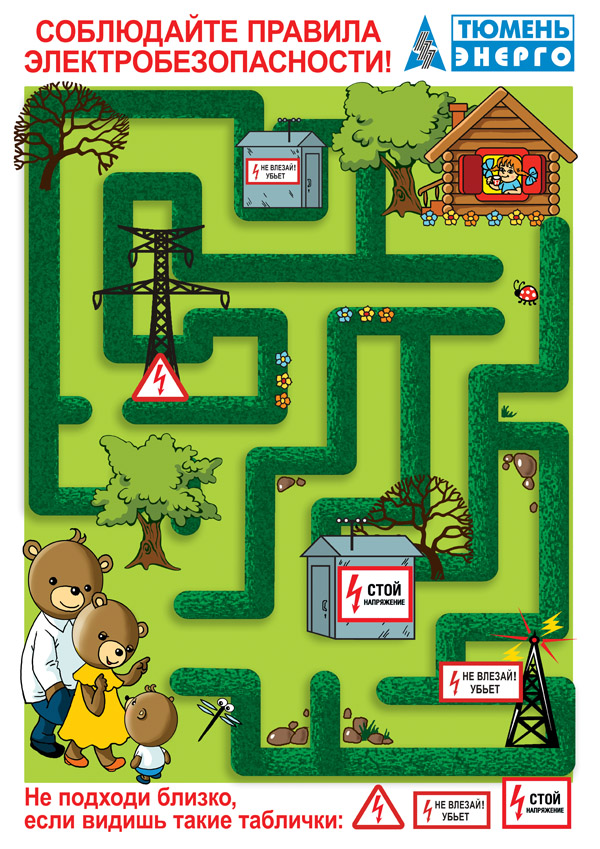 СОБЛЮДАЙТЕ ПРАВИЛА
ЭЛЕКТРОБЕЗОПАСНОСТИ!
ТЮМЕНЬ
ЭНЕРГО
НЕ ВЛЕЗАЙ!
УБЬЕТ
СТОЙ
НАПРЯЖЕНИЕ
НЕ ВЛЕЗАЙ!
УБЬЕТ
Не подходи близко,
если видишь такие таблички:
НЕ ВЛЕЗАЙ!
УБЬЕТ
СТОЙ
НАПРЯЖЕНИЕ